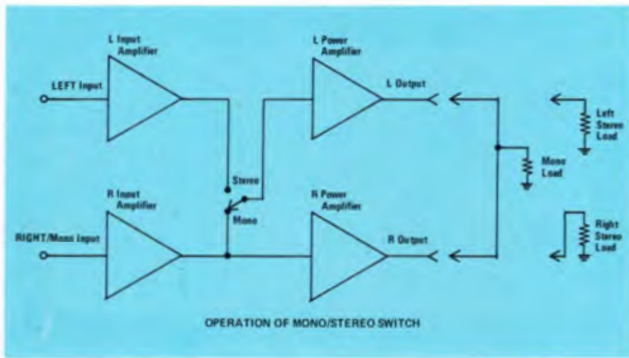 L Input
Amplifier
L Power
Amplifier
LEFT Input
L Output
Left
Stereo
Load
Mono
Load
Stereo
R Input
Amplifier
Mono
R Power
Amplifier
RIGHT/Mono Input
R Output
Right
Stereo
Load
OPERATION OF MONO/STEREO SWITCH